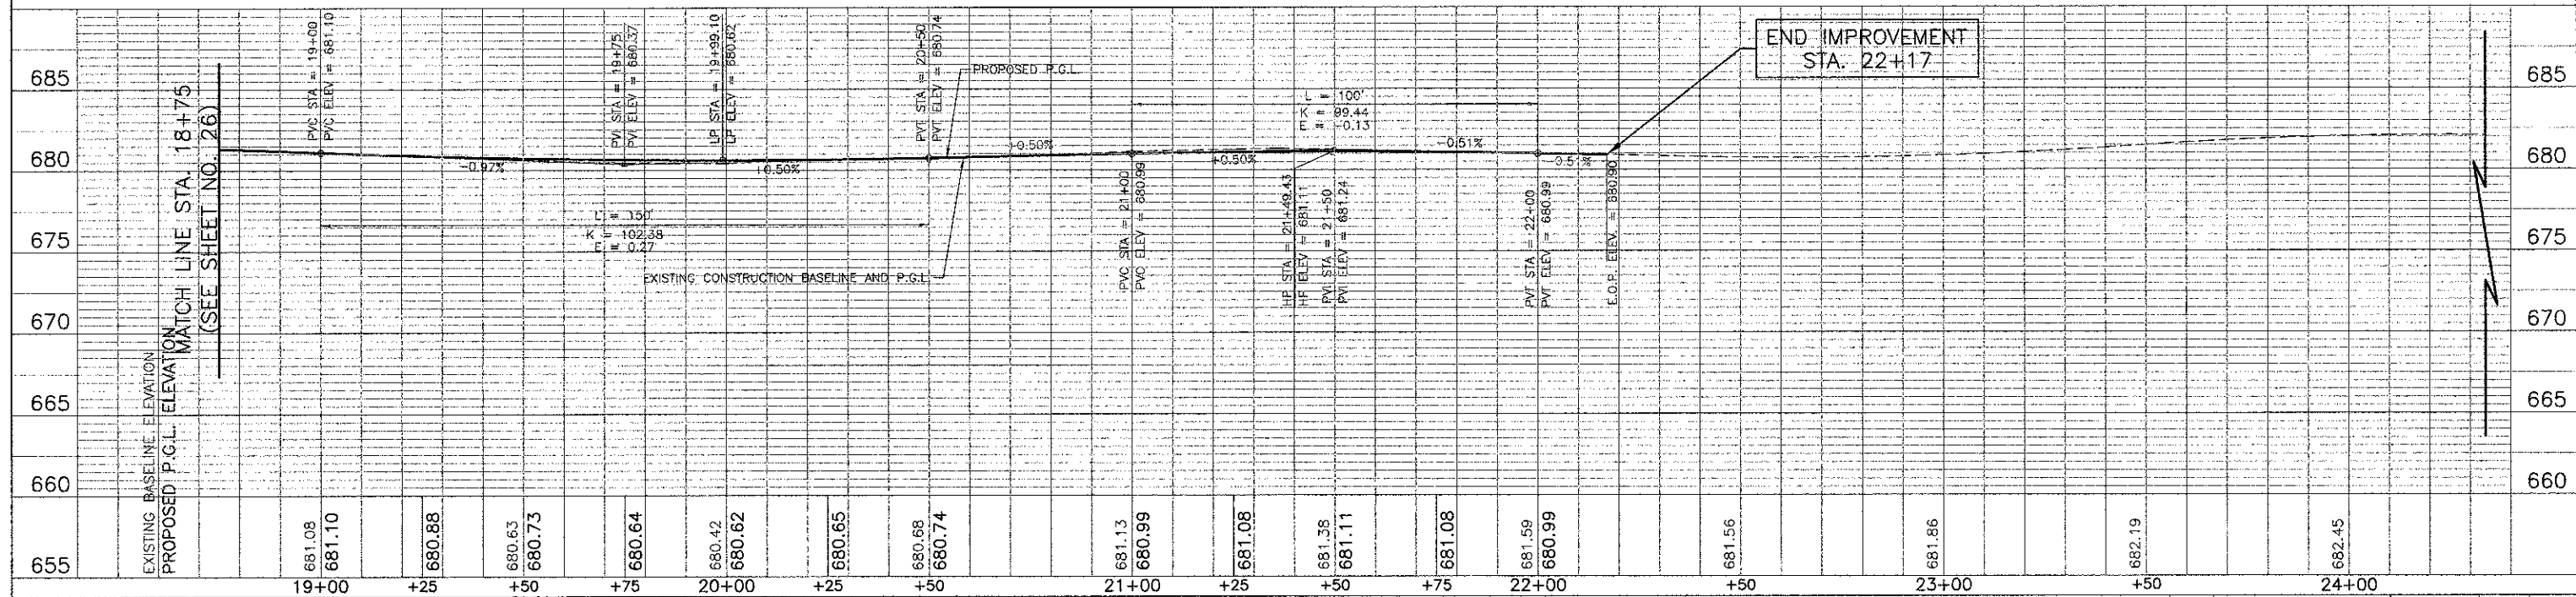 685
680
675
670
665
660
655
EXISTING BASELINE ELEVATION
PROPOSED P.G.L. ELEVATION
MATCH LINE STA. 18+75
(SEE SHEET NO. 26)
PVC STA = 19+00
PVC ELEV = 681.10
-0.97%
PVI STA = 19+75
PVI ELEV = 680.37
LP STA = 19+99.10
LP ELEV = 680.62
+0.50%
PVT STA = 20+50
PVT ELEV = 680.74
L = 150'
K = 102.38
E = 0.27
PROPOSED P.G.L.
EXISTING CONSTRUCTION BASELINE AND P.G.L.
+0.50%
PVC STA = 21+00
PVC ELEV = 680.99
L = 100'
K = 99.44
E = -0.13
+0.50%
HP STA = 21+49.43
HP ELEV = 681.11
PVI STA = 21+50
PVI ELEV = 681.24
-0.51%
PVT STA = 22+00
PVT ELEV = 680.99
E.O.P. ELEV. = 680.90
END IMPROVEMENT
STA. 22+17
685
680
675
670
665
660
681.08
681.10
680.88
680.63
680.73
680.64
680.42
680.62
680.65
680.68
680.74
681.13
680.99
681.08
681.38
681.11
681.08
681.59
680.99
681.56
681.86
682.19
682.45
19+00 +25 +50 +75 20+00 +25 +50 21+00 +25 +50 +75 22+00 +50 23+00 +50 24+00